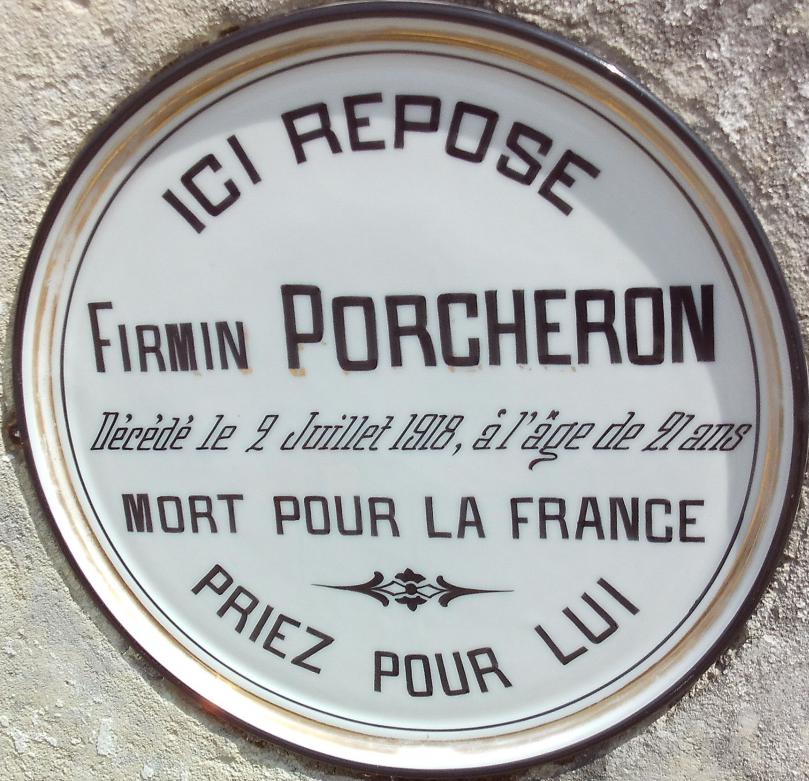 ICI REPOSE
FIRMIN PORCHERON
Décédé le 2 Juillet 1918, à l'âge de 21 ans
MORT POUR LA FRANCE
PRIEZ POUR LUI